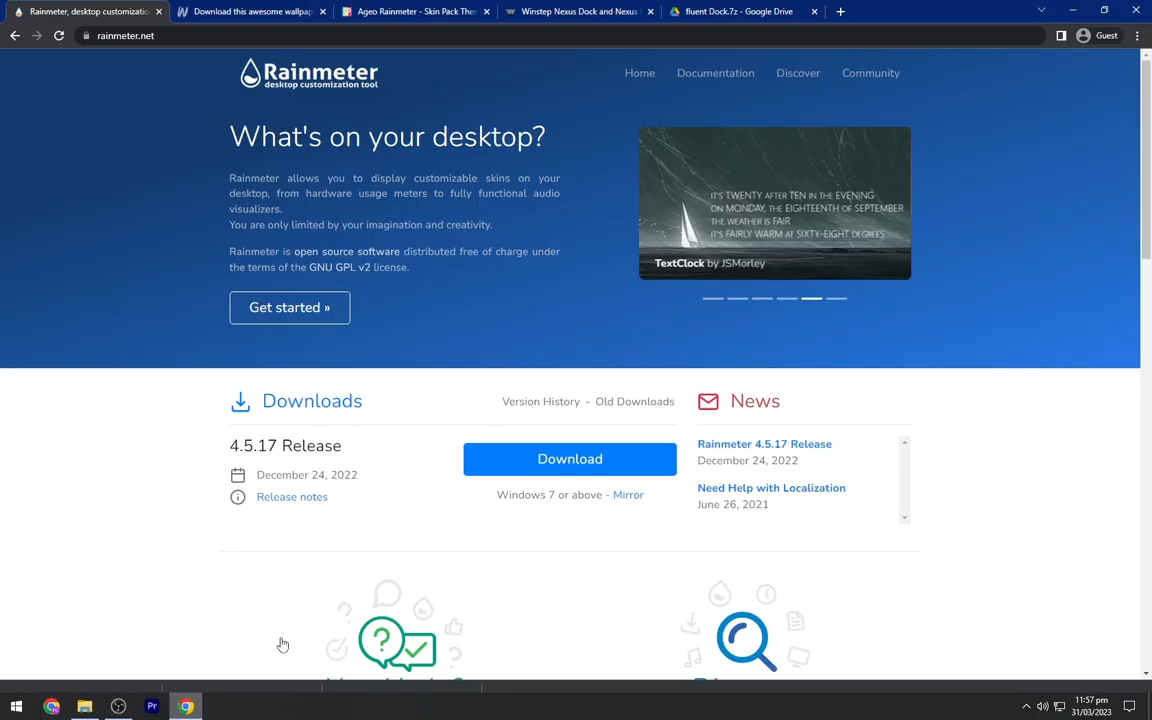 Rainmeter, desktop customizatio
Download this awesome wallpap
Ageo Rainmeter - Skin Pack The
Winstep Nexus Dock and Nexus
fluent Dock.7z - Google Drive
rainmeter.net
Guest
Rainmeter
desktop customization tool
Home
Documentation
Discover
Community
What's on your desktop?
Rainmeter allows you to display customizable skins on your
desktop, from hardware usage meters to fully functional audio
visualizers.
You are only limited by your imagination and creativity.
Rainmeter is open source software distributed free of charge under
the terms of the GNU GPL v2 license.
Get started »
IT'S TWENTY AFTER TEN IN THE EVENING
ON MONDAY, THE EIGHTEENTH OF SEPTEMBER
THE WEATHER IS FAIR
IT'S FAIRLY WARM AT SIXTY-EIGHT DEGREES
TextClock by JSMorley
Downloads
Version History - Old Downloads
News
4.5.17 Release
December 24, 2022
Release notes
Download
Windows 7 or above - Mirror
Rainmeter 4.5.17 Release
December 24, 2022
Need Help with Localization
June 26, 2021
Pr
11:57 pm
31/03/2023